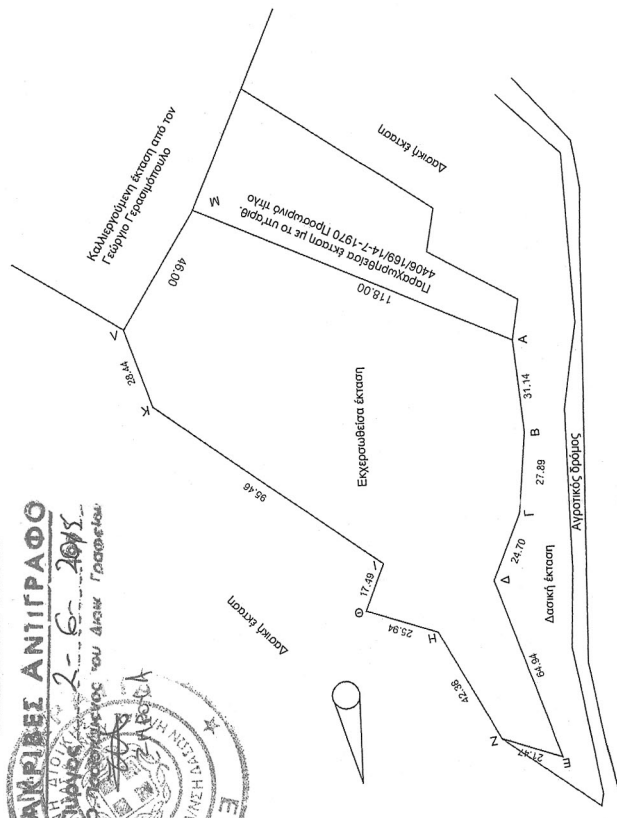 ΑΚΡΙΒΕΣ ΑΝΤΙΓΡΑΦΟ
Πύργος 2-6-2015
Καλλιεργούμενη έκταση από τον
Γεώργιο Γερασιμόπουλο
Λ
46.00
Μ
28.44
Κ
Παραχωρηθείσα έκταση με το υπ'αριθ.
4406/169/14-7-1970 Προσωρινό τίτλο
118.00
Δασική έκταση
95.46
Εκχερσωθείσα έκταση
Δασική έκταση
Ι
17.49
Θ
25.94
Η
42.38
Ζ
21.47
Ε
64.94
Δ
24.70
Γ
27.89
Β
31.14
Α
Δασική έκταση
Αγροτικός δρόμος